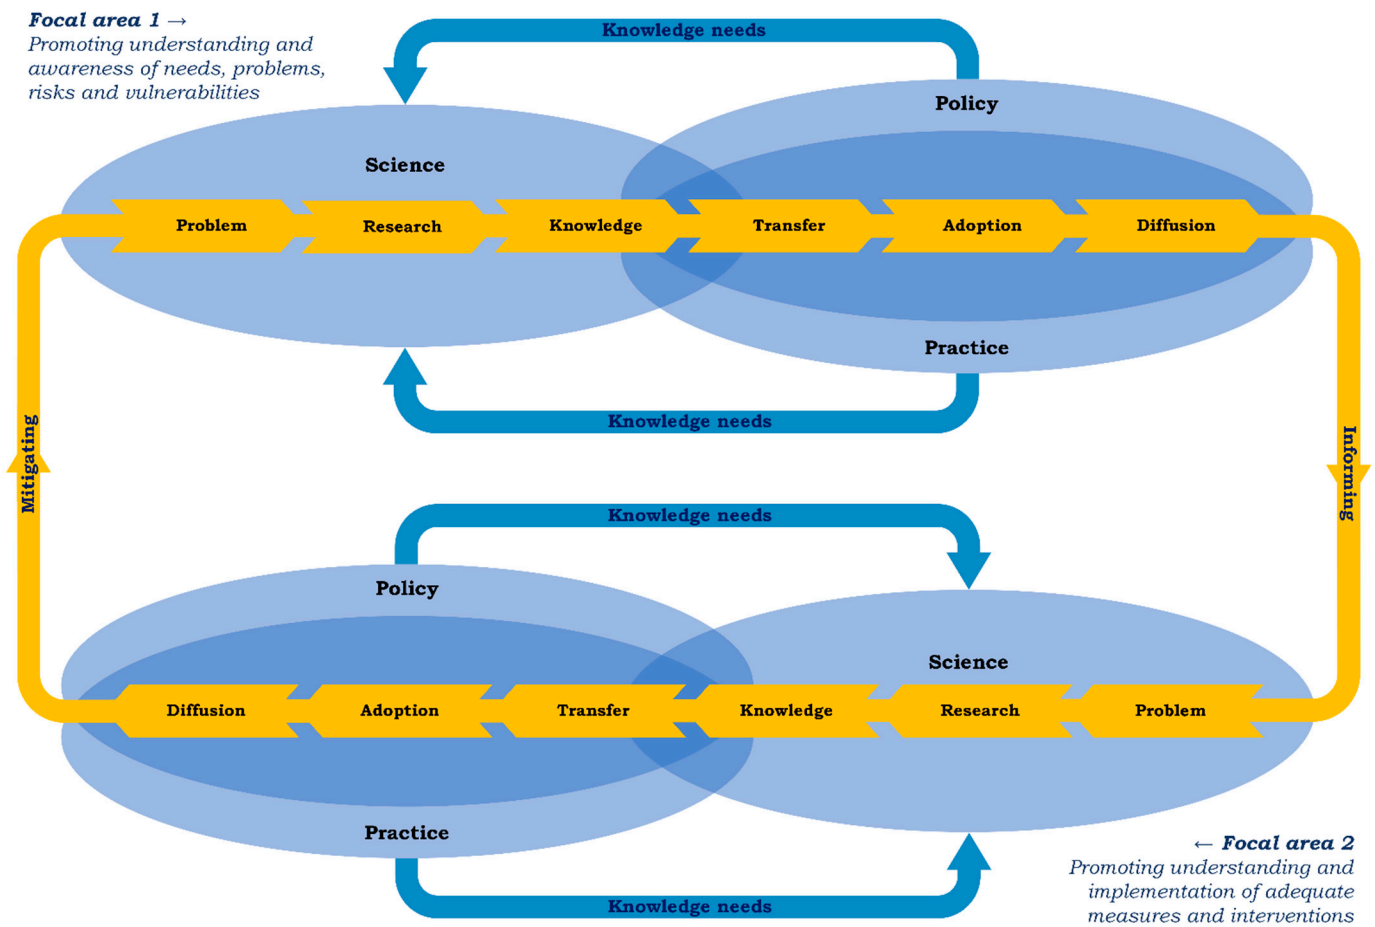 Focal area 1 →
Promoting understanding and
awareness of needs, problems,
risks and vulnerabilities
Knowledge needs
Policy
Science
Problem
Research
Knowledge
Transfer
Adoption
Diffusion
Practice
Knowledge needs
Mitigating
Informing
Knowledge needs
Policy
Science
Diffusion
Adoption
Transfer
Knowledge
Research
Problem
Practice
Knowledge needs
← Focal area 2
Promoting understanding and
implementation of adequate
measures and interventions